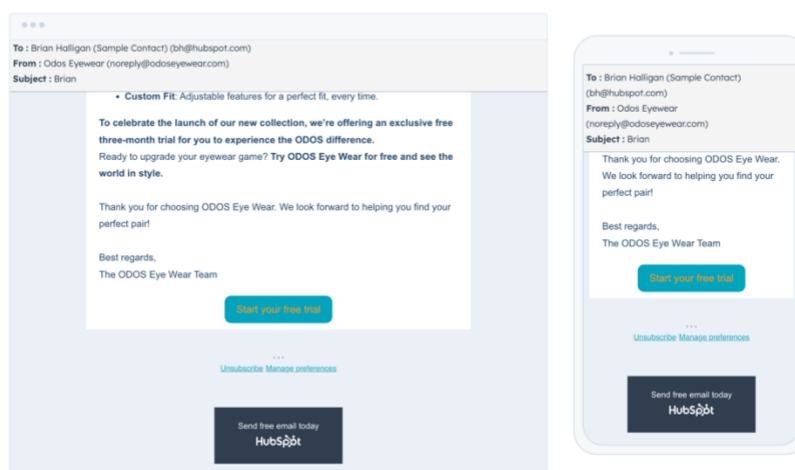 To : Brian Halligan (Sample Contact) (bh@hubspot.com)
From : Odos Eyewear (noreply@odoseyewear.com)
Subject : Brian
• Custom Fit: Adjustable features for a perfect fit, every time.
To celebrate the launch of our new collection, we're offering an exclusive free
three-month trial for you to experience the ODOS difference.
Ready to upgrade your eyewear game? Try ODOS Eye Wear for free and see the
world in style.
Thank you for choosing ODOS Eye Wear. We look forward to helping you find your
perfect pair!
Best regards,
The ODOS Eye Wear Team
Start your free trial
...
Unsubscribe Manage preferences
Send free email today
HubSpot
To : Brian Halligan (Sample Contact)
(bh@hubspot.com)
From : Odos Eyewear
(noreply@odoseyewear.com)
Subject : Brian
Thank you for choosing ODOS Eye Wear.
We look forward to helping you find your
perfect pair!
Best regards,
The ODOS Eye Wear Team
Start your free trial
...
Unsubscribe Manage preferences
Send free email today
HubSpot